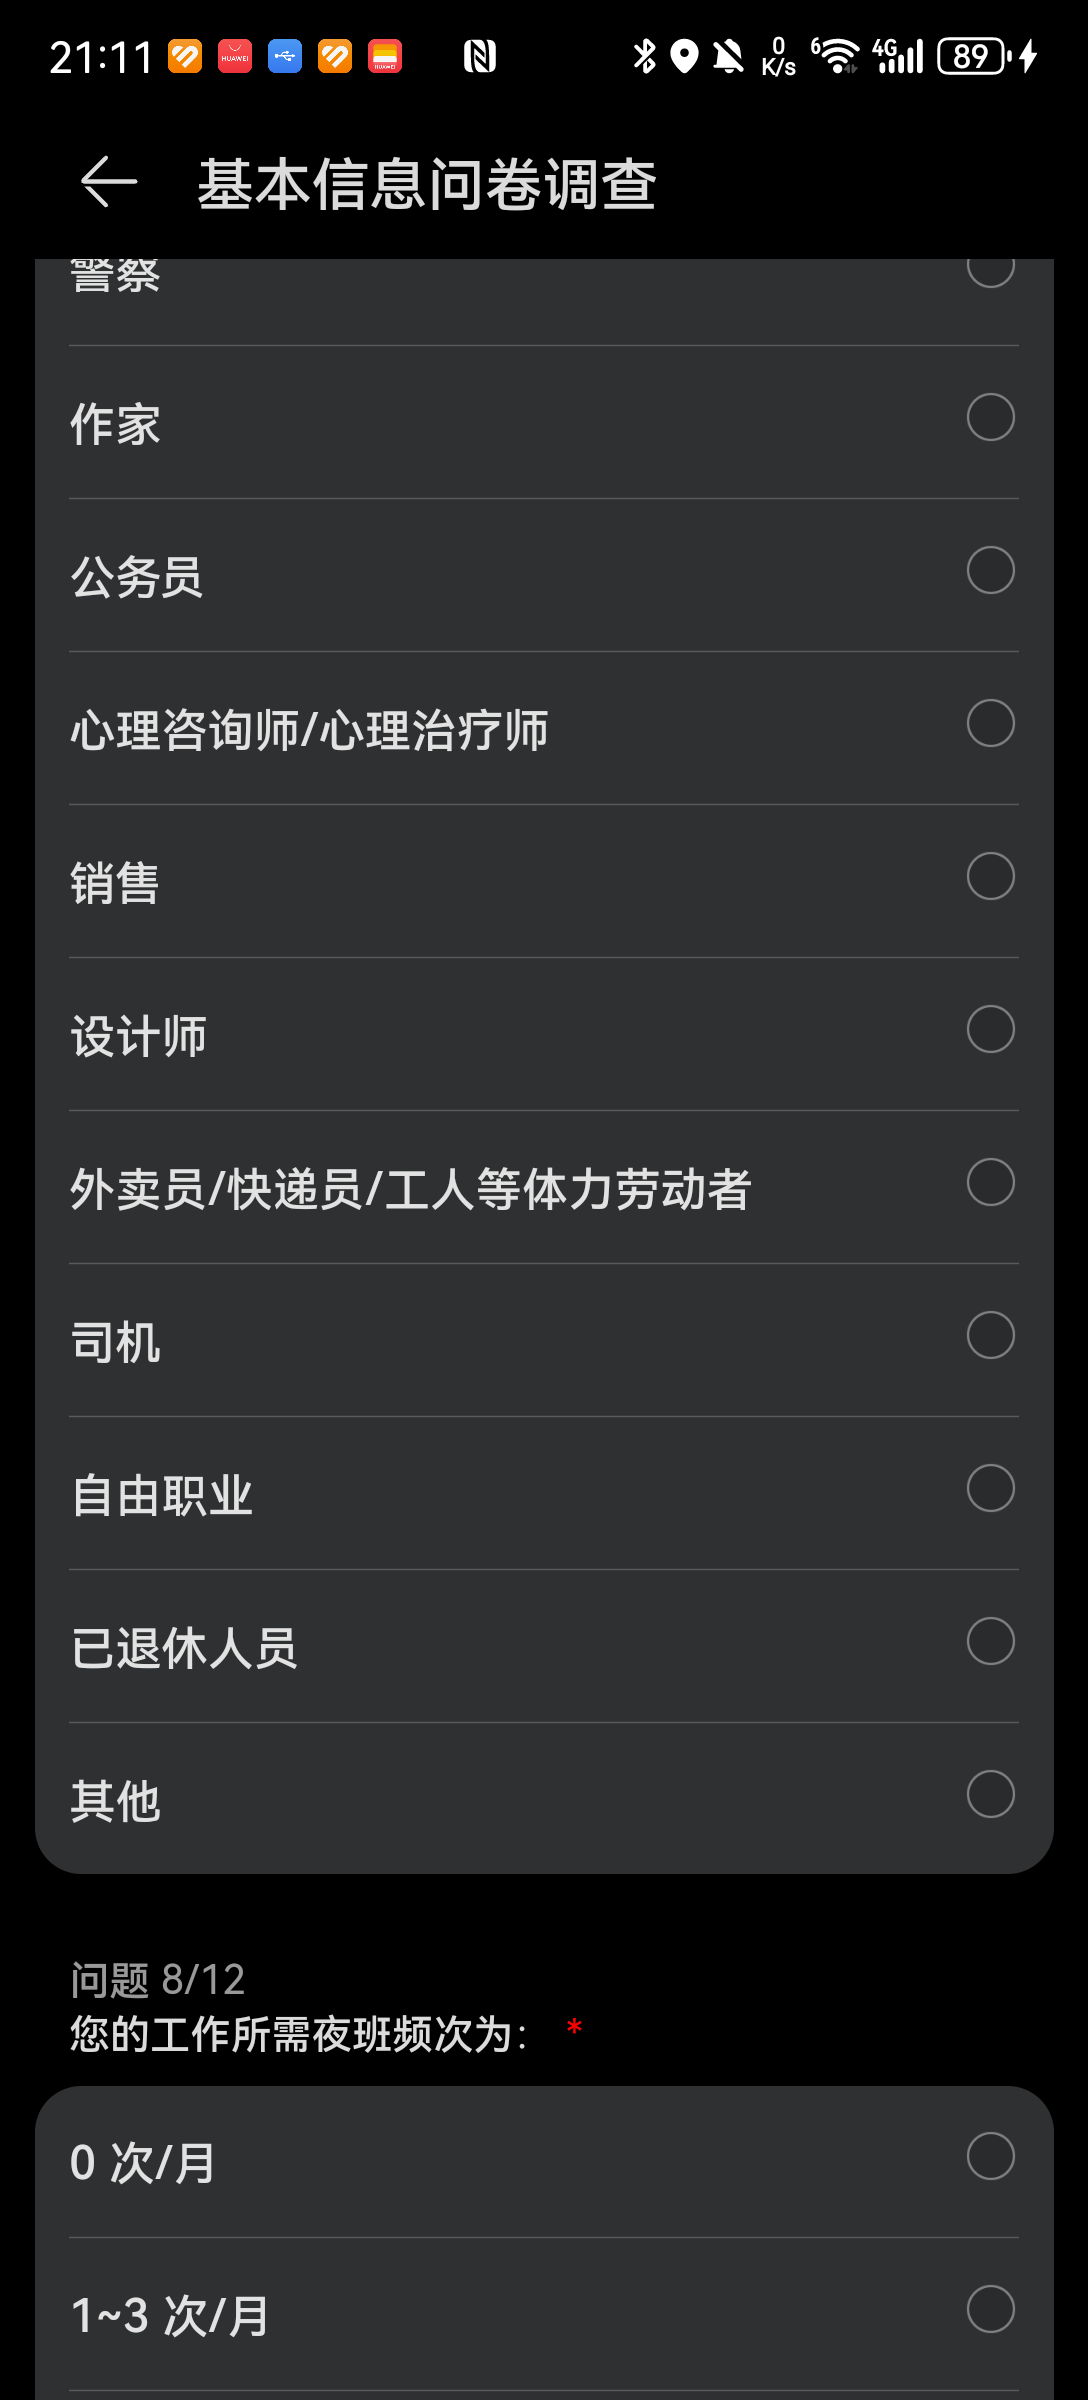 21:11
HUAWEI
0
K/s
6
4G
89
基本信息问卷调查
警察
作家
公务员
心理咨询师/心理治疗师
销售
设计师
外卖员/快递员/工人等体力劳动者
司机
自由职业
已退休人员
其他
问题 8/12
您的工作所需夜班频次为： *
0 次/月
1~3 次/月